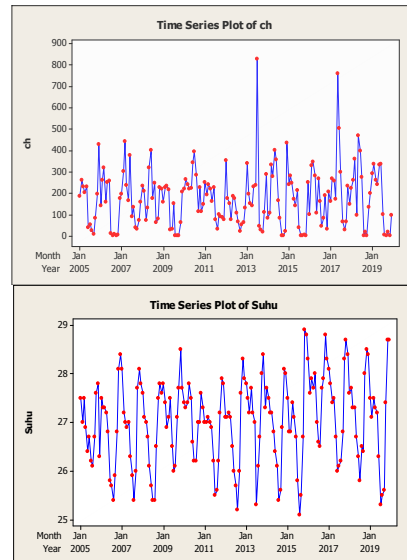 Time Series Plot of ch
900
800
700
600
500
400
300
200
100
0
ch
Month Jan Jan Jan Jan Jan Jan Jan Jan
Year 2005 2007 2009 2011 2013 2015 2017 2019
Time Series Plot of Suhu
29
28
27
26
25
Suhu
Month Jan Jan Jan Jan Jan Jan Jan Jan
Year 2005 2007 2009 2011 2013 2015 2017 2019